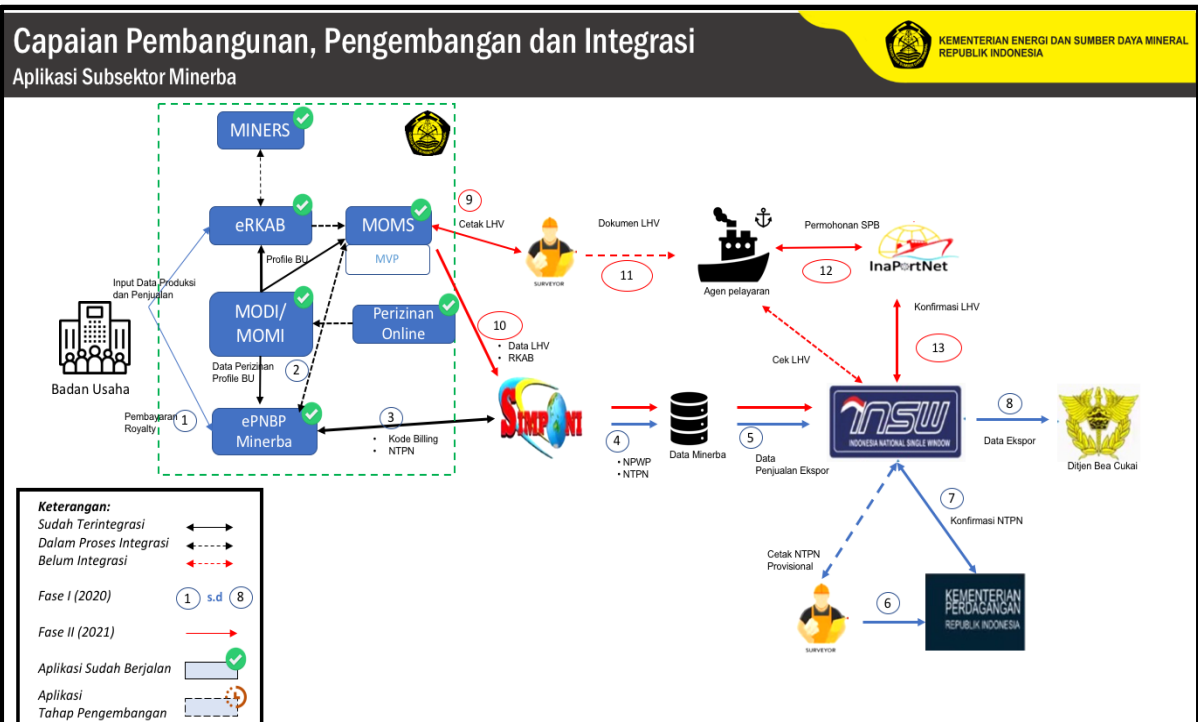 Capaian Pembangunan, Pengembangan dan Integrasi
Aplikasi Subsektor Minerba
KEMENTERIAN ENERGI DAN SUMBER DAYA MINERAL
REPUBLIK INDONESIA
MINERS
eRKAB
MOMS
MVP
Profile BU
9
Cetak LHV
SURVEYOR
Dokumen LHV
11
Agen pelayaran
Permohonan SPB
12
InaPortNet
Input Data Produksi
dan Penjualan
Badan Usaha
MODI/
MOMI
Perizinan
Online
Data Perizinan
Profile BU
2
10
• Data LHV
• RKAB
Cek LHV
Konfirmasi LHV
13
Pembayaran
Royalty
1
ePNBP
Minerba
3
• Kode Billing
• NTPN
SIMPONI
4
• NPWP
• NTPN
Data Minerba
5
Data
Penjualan Ekspor
INSW
INDONESIA NATIONAL SINGLE WINDOW
8
Data Ekspor
Ditjen Bea Cukai
7
Konfirmasi NTPN
Cetak NTPN
Provisional
SURVEYOR
6
KEMENTERIAN
PERDAGANGAN
REPUBLIK INDONESIA
Keterangan:
Sudah Terintegrasi
Dalam Proses Integrasi
Belum Integrasi
Fase I (2020) 1 s.d 8
Fase II (2021)
Aplikasi Sudah Berjalan
Aplikasi
Tahap Pengembangan